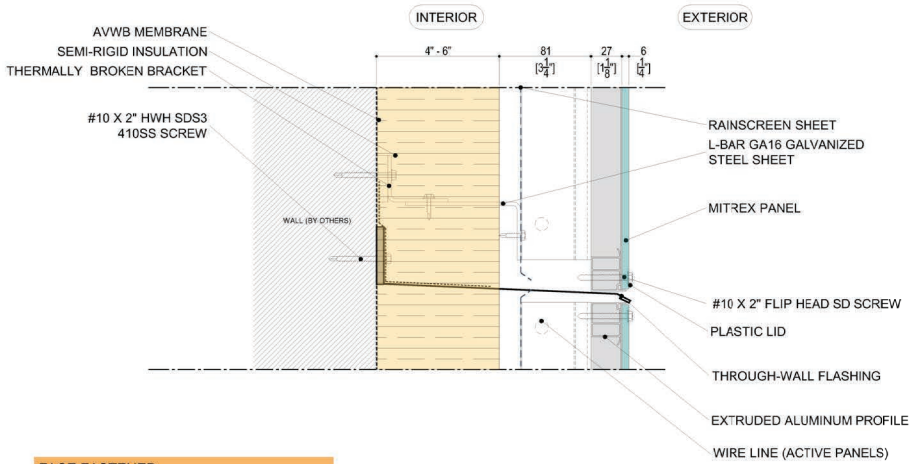 INTERIOR
EXTERIOR
AVWB MEMBRANE
SEMI-RIGID INSULATION
THERMALLY BROKEN BRACKET
#10 X 2" HWH SDS3
410SS SCREW
4" - 6"
81
[3 1/4"]
27
[1 1/8"]
6
1/4"]
WALL (BY OTHERS)
RAINSCREEN SHEET
L-BAR GA16 GALVANIZED
STEEL SHEET
MITREX PANEL
#10 X 2" FLIP HEAD SD SCREW
PLASTIC LID
THROUGH-WALL FLASHING
EXTRUDED ALUMINUM PROFILE
WIRE LINE (ACTIVE PANELS)